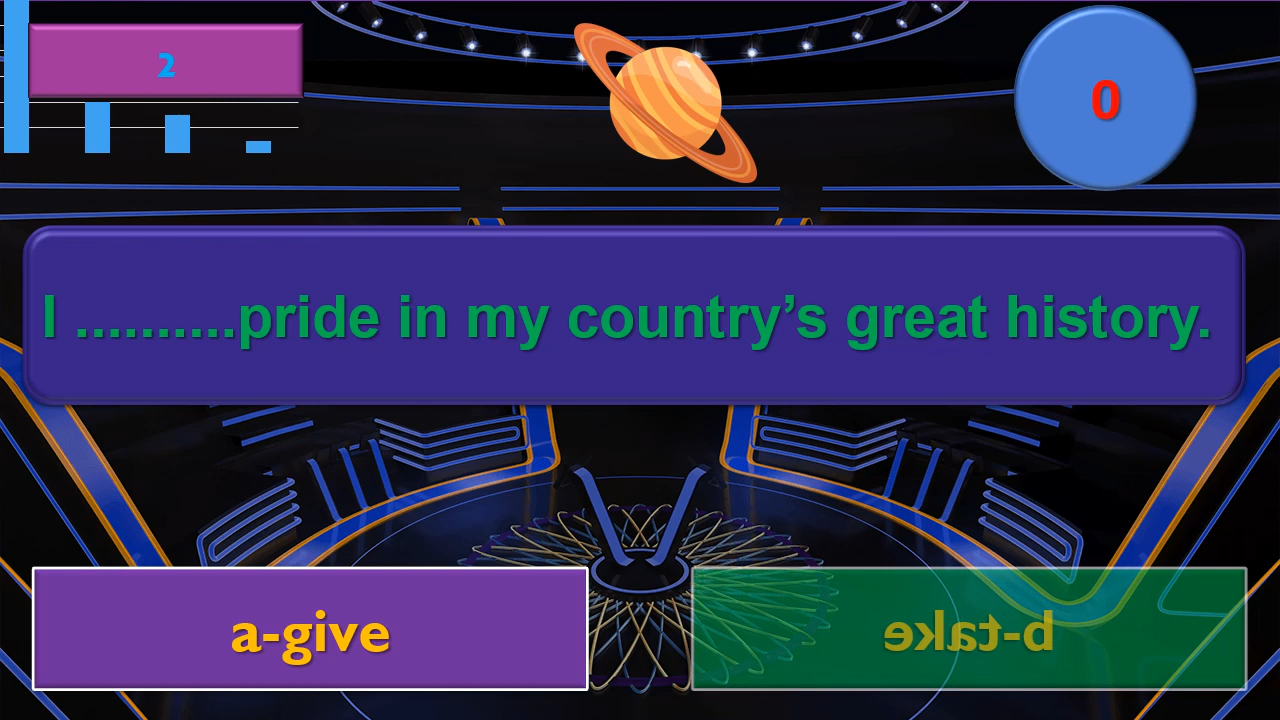 2
0
I ..........pride in my country’s great history.
a-give
b-take